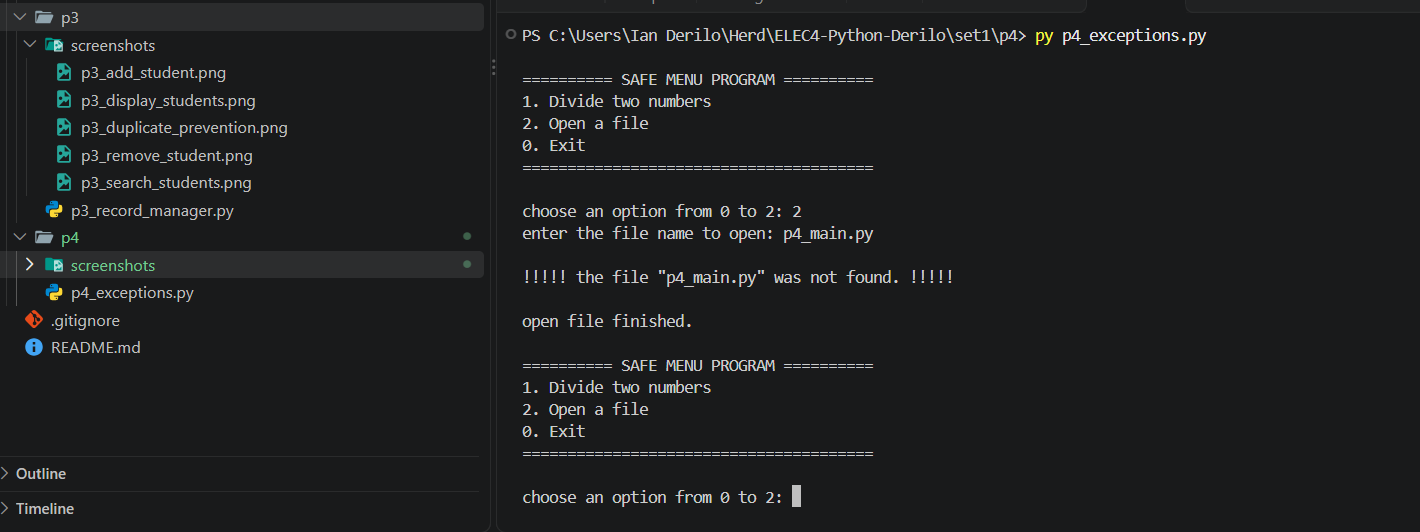 p3
screenshots
p3_add_student.png
p3_display_students.png
p3_duplicate_prevention.png
p3_remove_student.png
p3_search_students.png
p3_record_manager.py
p4
screenshots
p4_exceptions.py
.gitignore
README.md
Outline
Timeline
PS C:\Users\Ian Derilo\Herd\ELEC4-Python-Derilo\set1\p4> py p4_exceptions.py
========== SAFE MENU PROGRAM ==========
1. Divide two numbers
2. Open a file
0. Exit
=======================================
choose an option from 0 to 2: 2
enter the file name to open: p4_main.py
!!!!! the file "p4_main.py" was not found. !!!!!
open file finished.
========== SAFE MENU PROGRAM ==========
1. Divide two numbers
2. Open a file
0. Exit
=======================================
choose an option from 0 to 2: